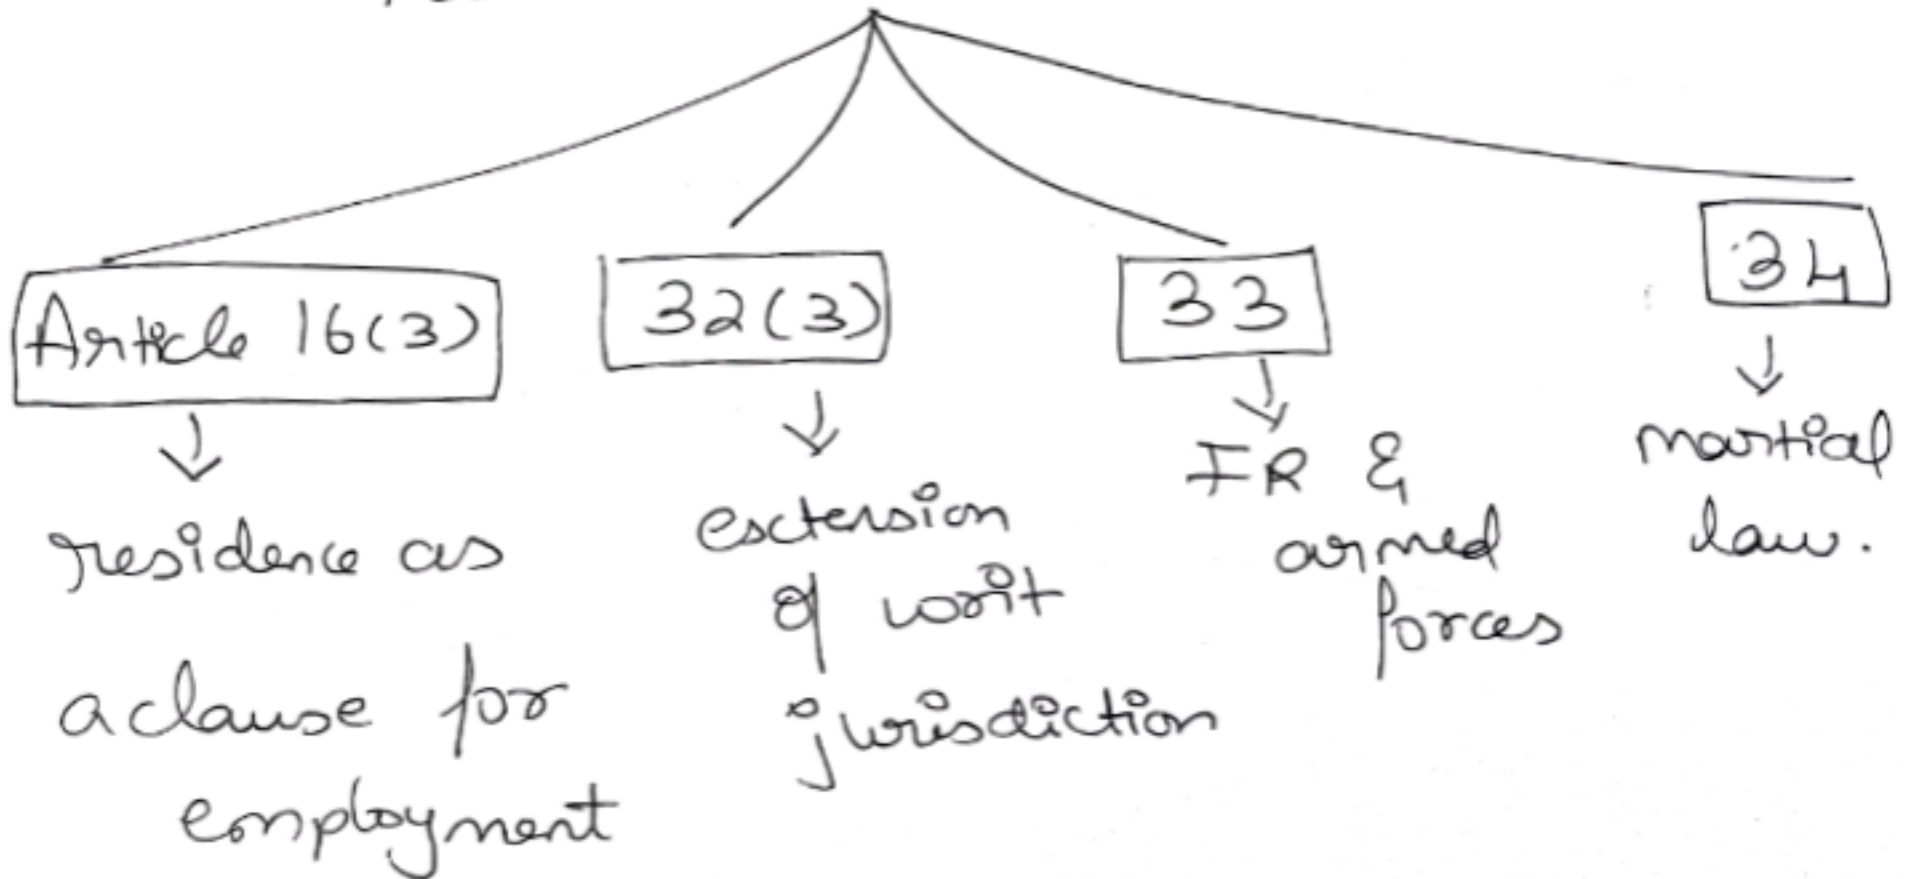 Article 16(3)
residence as
a clause for
employment
32(3)
extension
of writ
jurisdiction
33
FR &
armed
forces
34
martial
law.